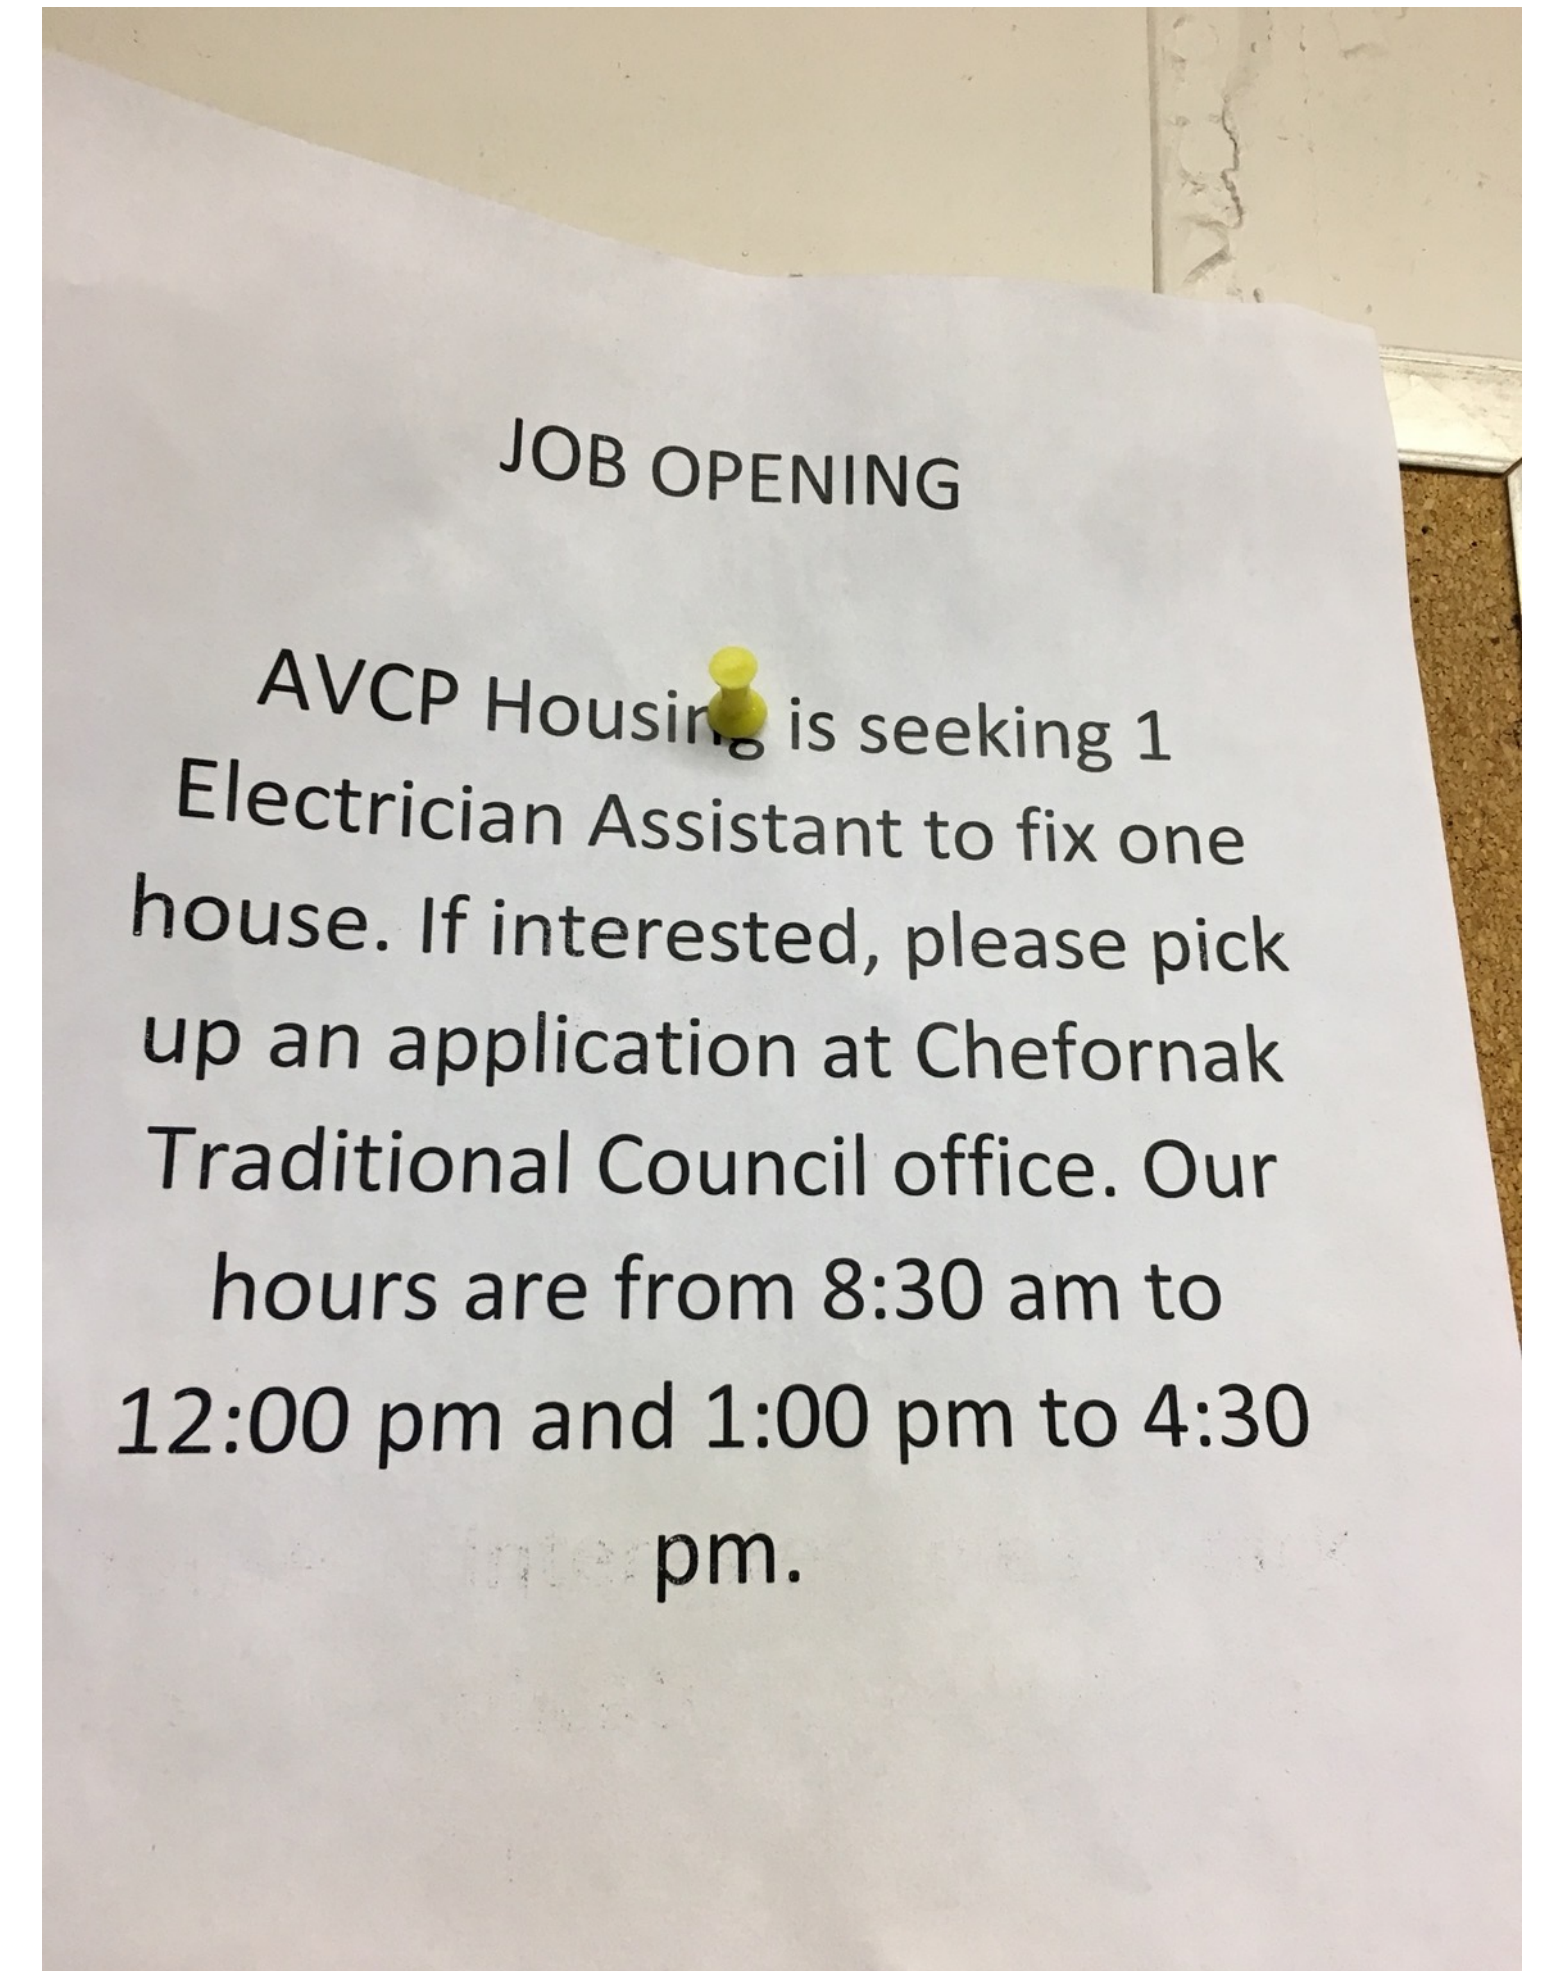 JOB OPENING
AVCP Housing is seeking 1
Electrician Assistant to fix one
house. If interested, please pick
up an application at Chefornak
Traditional Council office. Our
hours are from 8:30 am to
12:00 pm and 1:00 pm to 4:30
pm.